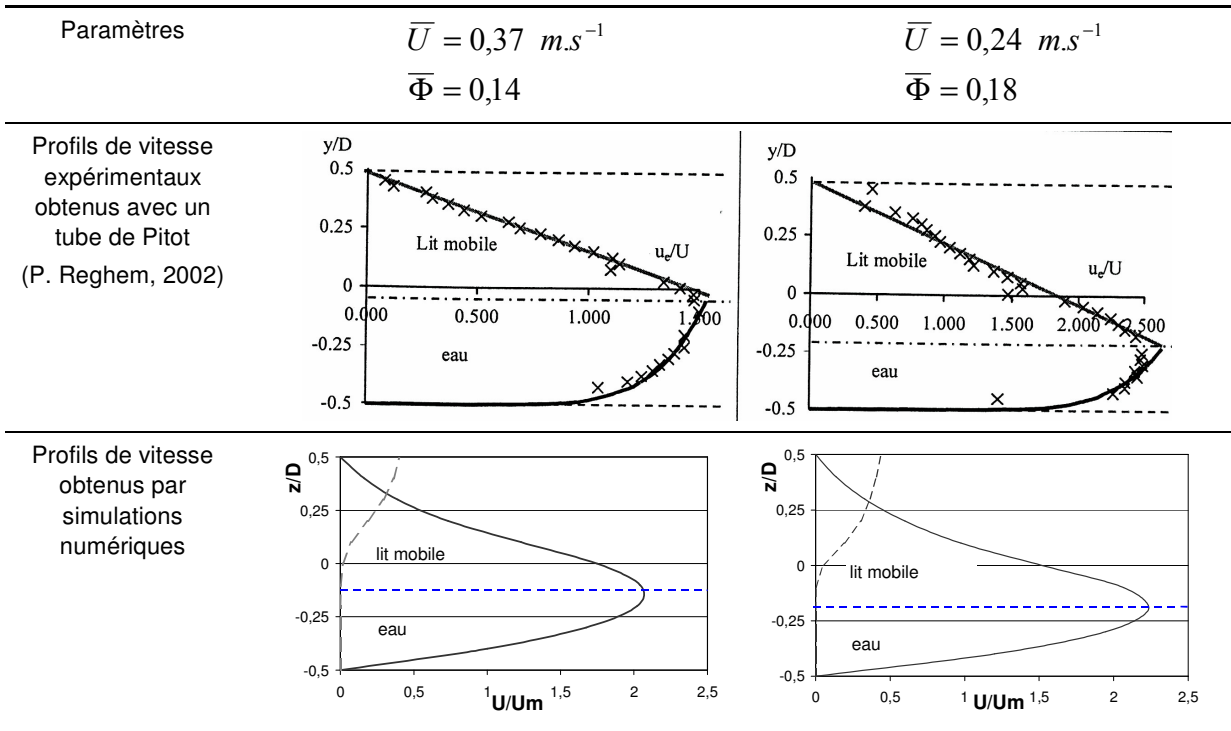 Paramètres
U̅ = 0,37 m.s⁻¹
Φ̅ = 0,14
U̅ = 0,24 m.s⁻¹
Φ̅ = 0,18
Profils de vitesse
expérimentaux
obtenus avec un
tube de Pitot
(P. Reghem, 2002)
y/D
0.5
0.25
0
-0.25
-0.5
Lit mobile
uₑ/U
0.000 0.500 1.000 1.500
eau
y/D
0.5
0.25
0
-0.25
-0.5
Lit mobile
uₑ/U
0.000 0.500 1.000 1.500 2.000 2.500
eau
Profils de vitesse
obtenus par
simulations
numériques
z/D
0,5
0,25
0
-0,25
-0,5
lit mobile
eau
0 0,5 1 1,5 2 2,5
U/Um
z/D
0,5
0,25
0
-0,25
-0,5
lit mobile
eau
0 0,5 1 1,5 2 2,5
U/Um